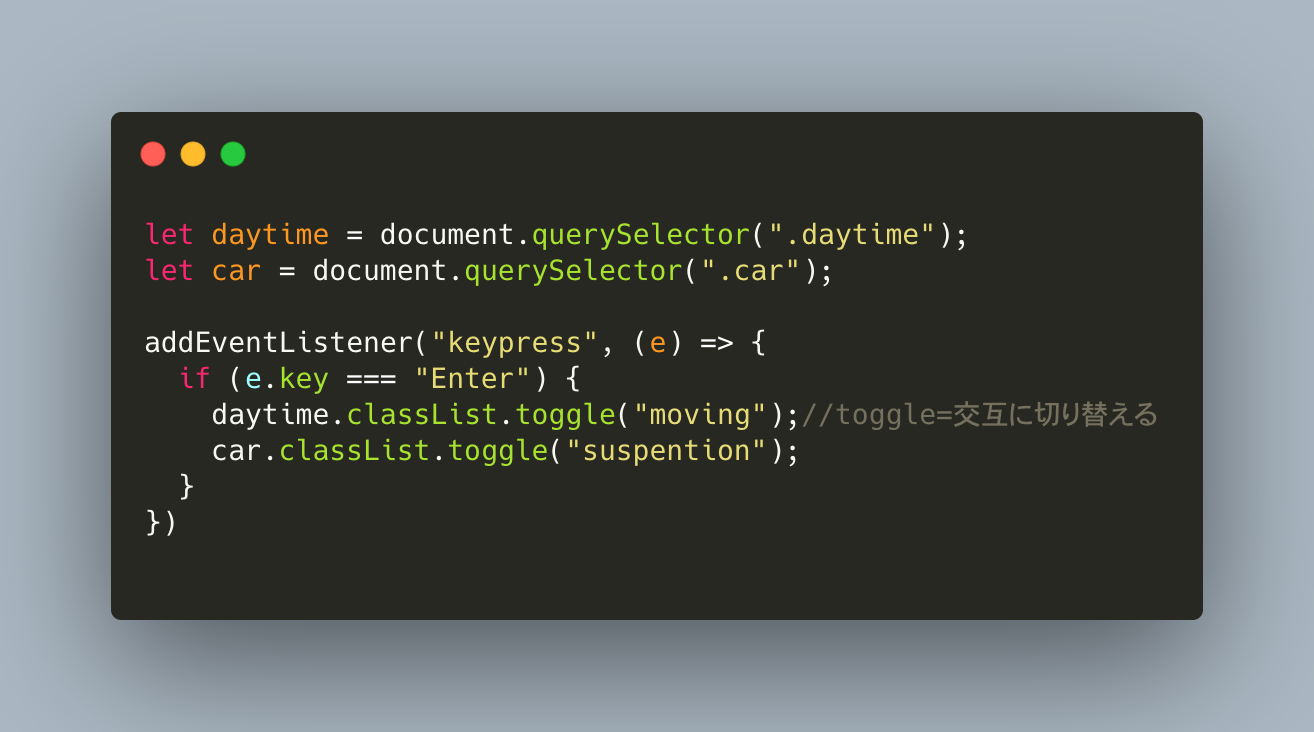 let daytime = document.querySelector(".daytime");
let car = document.querySelector(".car");

addEventListener("keypress", (e) => {
  if (e.key === "Enter") {
    daytime.classList.toggle("moving");//toggle=交互に切り替える
    car.classList.toggle("suspention");
  }
})